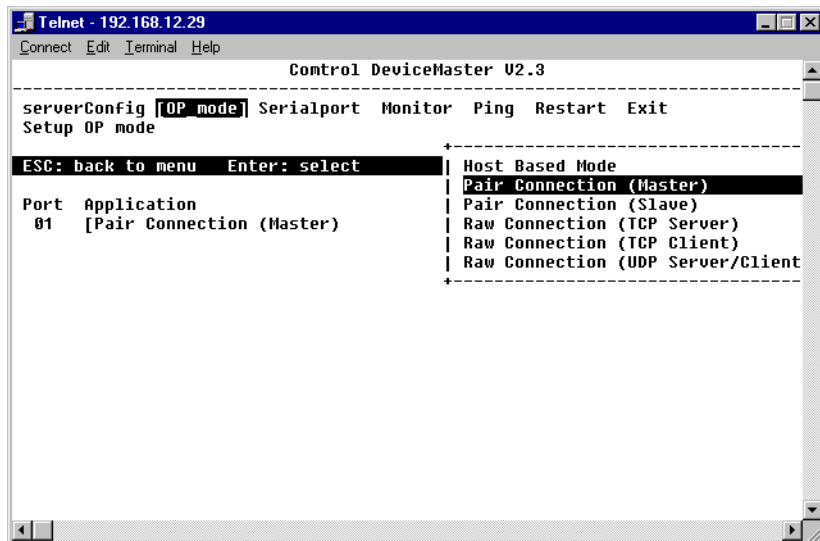 Telnet - 192.168.12.29
Connect Edit Terminal Help
Comtrol DeviceMaster V2.3
--------------------------------------------------------------------------------
serverConfig [OP_mode] Serialport Monitor Ping Restart Exit
Setup OP mode
ESC: back to menu Enter: select
| Host Based Mode
| Pair Connection (Master)
Port Application | Pair Connection (Slave)
01 [Pair Connection (Master) | Raw Connection (TCP Server)
| Raw Connection (TCP Client)
| Raw Connection (UDP Server/Client